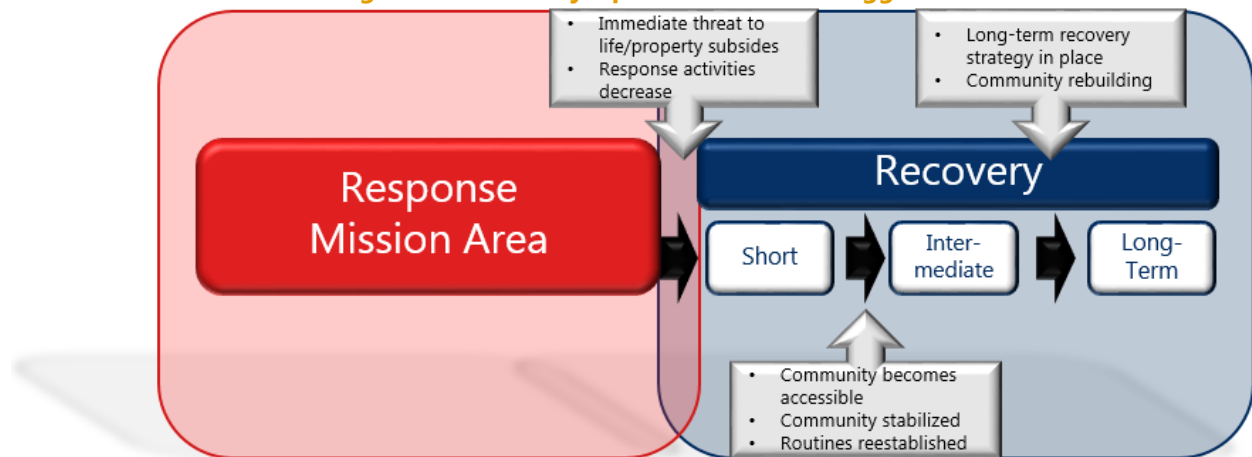 • Immediate threat to
life/property subsides
• Response activities
decrease
• Long-term recovery
strategy in place
• Community rebuilding
Response
Mission Area
Recovery
Short
Inter-
mediate
Long-
Term
• Community becomes
accessible
• Community stabilized
• Routines reestablished